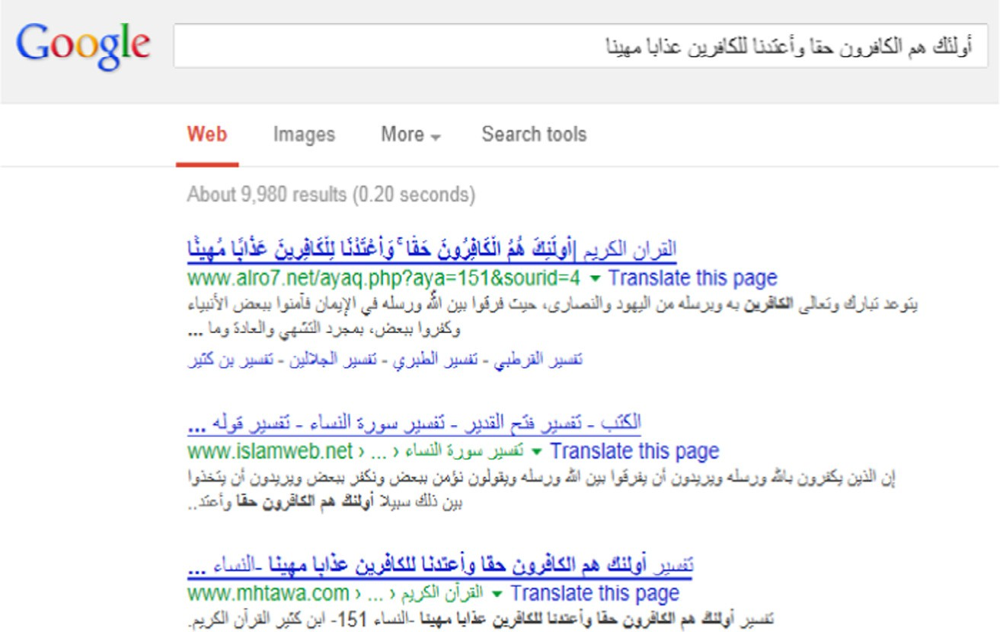 Google
أولئك هم الكافرون حقا وأعتدنا للكافرين عذابا مهينا
Web Images More Search tools
About 9,980 results (0.20 seconds)
القران الكريم |أُولَٰئِكَ هُمُ الْكَافِرُونَ حَقًّا ۚ وَأَعْتَدْنَا لِلْكَافِرِينَ عَذَابًا مُهِينًا
www.alro7.net/ayaq.php?aya=151&sourid=4 Translate this page
يتوعد تبارك وتعالى الكافرين به وبرسله من اليهود والنصارى، حيث فرقوا بين الله ورسله في الإيمان فآمنوا ببعض الأنبياء
وكفروا ببعض، بمجرد التشهي والعادة وما ...
تفسير القرطبي - تفسير الطبري - تفسير الجلالين - تفسير بن كثير
الكتب - تفسير فتح القدير - تفسير سورة النساء - تفسير قوله ...
www.islamweb.net › ... › تفسير سورة النساء Translate this page
إن الذين يكفرون بالله ورسله ويريدون أن يفرقوا بين الله ورسله ويقولون نؤمن ببعض ونكفر ببعض ويريدون أن يتخذوا
بين ذلك سبيلا أولئك هم الكافرون حقا وأعتد..
تفسير أولئك هم الكافرون حقا وأعتدنا للكافرين عذابا مهينا -النساء ...
www.mhtawa.com › ... › القرآن الكريم Translate this page
تفسير أولئك هم الكافرون حقا وأعتدنا للكافرين عذابا مهينا -النساء 151- ابن كثير القرآن الكريم.